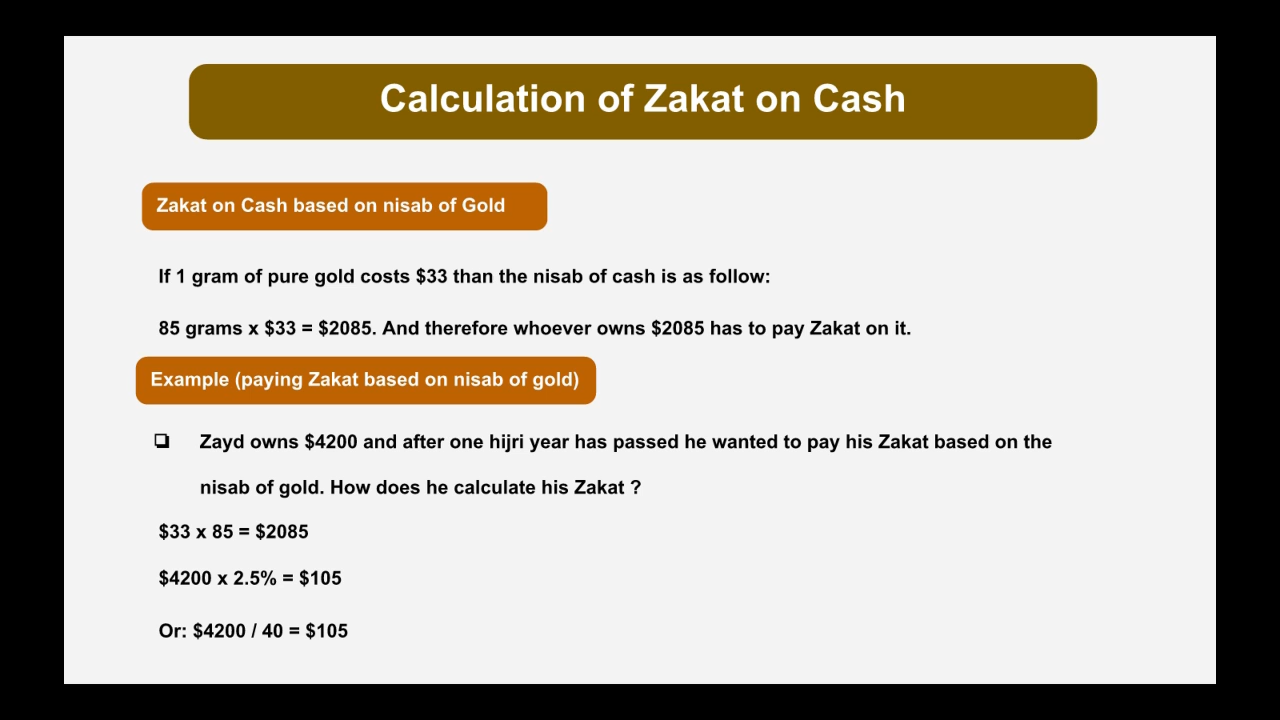 Calculation of Zakat on Cash
Zakat on Cash based on nisab of Gold
If 1 gram of pure gold costs $33 than the nisab of cash is as follow:
85 grams x $33 = $2085. And therefore whoever owns $2085 has to pay Zakat on it.
Example (paying Zakat based on nisab of gold)
❏ Zayd owns $4200 and after one hijri year has passed he wanted to pay his Zakat based on the
nisab of gold. How does he calculate his Zakat ?
$33 x 85 = $2085
$4200 x 2.5% = $105
Or: $4200 / 40 = $105